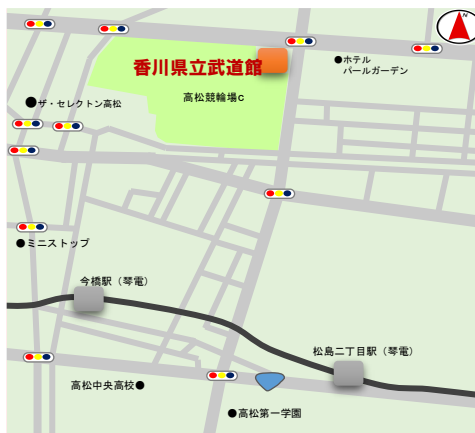 N
香川県立武道館
●ホテル
パールガーデン
高松競輪場c
●ザ・セレクトン高松
●ミニストップ
今橋駅（琴電）
松島二丁目駅（琴電）
高松中央高校●
●高松第一学園